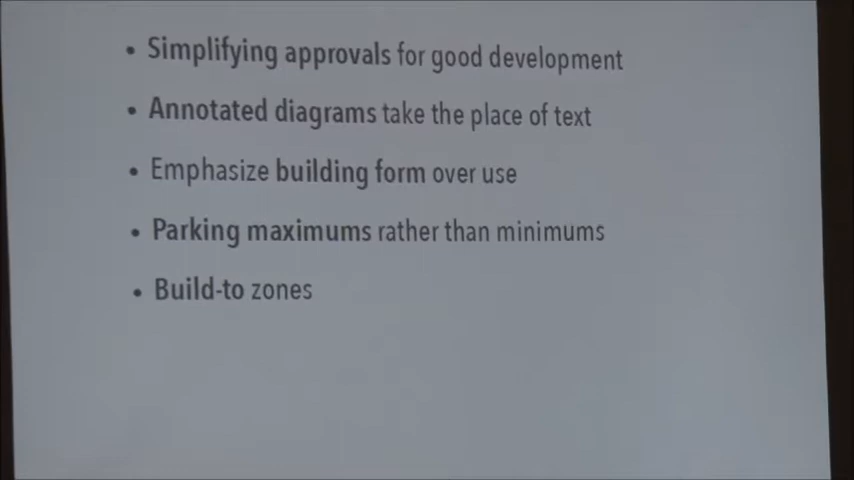 • Simplifying approvals for good development
• Annotated diagrams take the place of text
• Emphasize building form over use
• Parking maximums rather than minimums
• Build-to zones